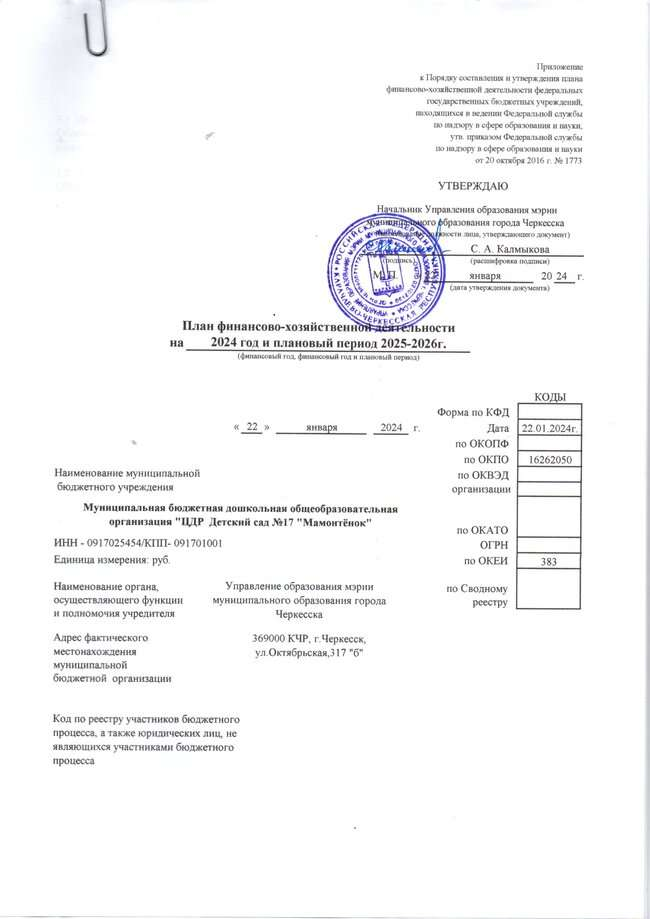 Приложение
к Порядку составления и утверждения плана
финансово-хозяйственной деятельности федеральных
государственных бюджетных учреждений,
находящихся в ведении Федеральной службы
по надзору в сфере образования и науки,
утв. приказом Федеральной службы
по надзору в сфере образования и науки
от 20 октября 2016 г. № 1773
УТВЕРЖДАЮ
Начальник Управления образования мэрии
муниципального образования города Черкесска
должности лица, утверждающего документ)
С. А. Калмыкова
(подпись) (расшифровка подписи)
М. П. января 20 24 г.
(дата утверждения документа)
План финансово-хозяйственной деятельности
на 2024 год и плановый период 2025-2026г.
(финансовый год, финансовый год и плановый период)
КОДЫ
Форма по КФД
« 22 » января 2024 г. Дата 22.01.2024г.
по ОКОПФ
по ОКПО 16262050
Наименование муниципальной по ОКВЭД
бюджетного учреждения организации
Муниципальная бюджетная дошкольная общеобразовательная
организация "ЦДР Детский сад №17 "Мамонтёнок"
по ОКАТО
ИНН - 0917025454/КПП- 091701001 ОГРН
Единица измерения: руб. по ОКЕИ 383
Наименование органа, Управление образования мэрии по Сводному
осуществляющего функции муниципального образования города реестру
и полномочия учредителя Черкесска
Адрес фактического 369000 КЧР, г.Черкесск,
местонахождения ул.Октябрьская,317 "б"
муниципальной
бюджетной организации
Код по реестру участников бюджетного
процесса, а также юридических лиц, не
являющихся участниками бюджетного
процесса